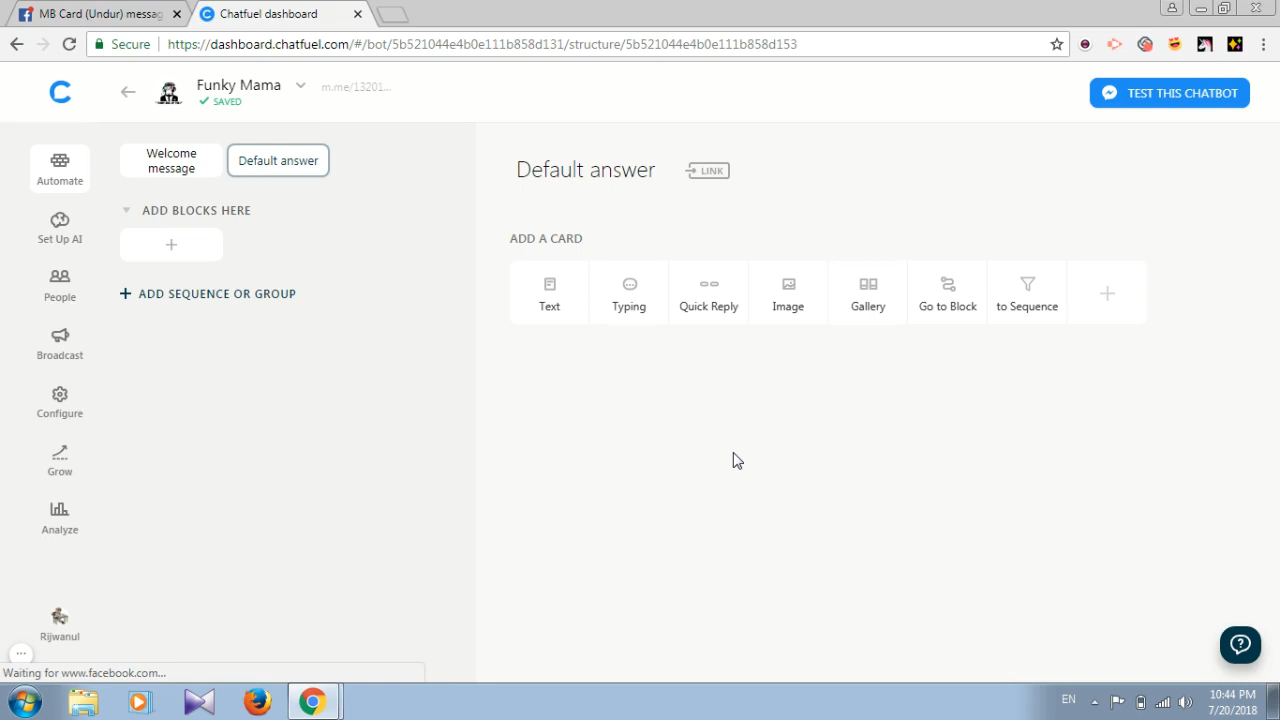 MB Card (Undur) messag
Chatfuel dashboard
Secure
https://dashboard.chatfuel.com/#/bot/5b521044e4b0e111b858d131/structure/5b521044e4b0e111b858d153
Funky Mama
m.me/13201...
SAVED
TEST THIS CHATBOT
Automate
Set Up AI
People
Broadcast
Configure
Grow
Analyze
Rijwanul
Welcome
message
Default answer
ADD BLOCKS HERE
ADD SEQUENCE OR GROUP
Default answer
LINK
ADD A CARD
Text
Typing
Quick Reply
Image
Gallery
Go to Block
to Sequence
Waiting for www.facebook.com...
EN
10:44 PM
7/20/2018